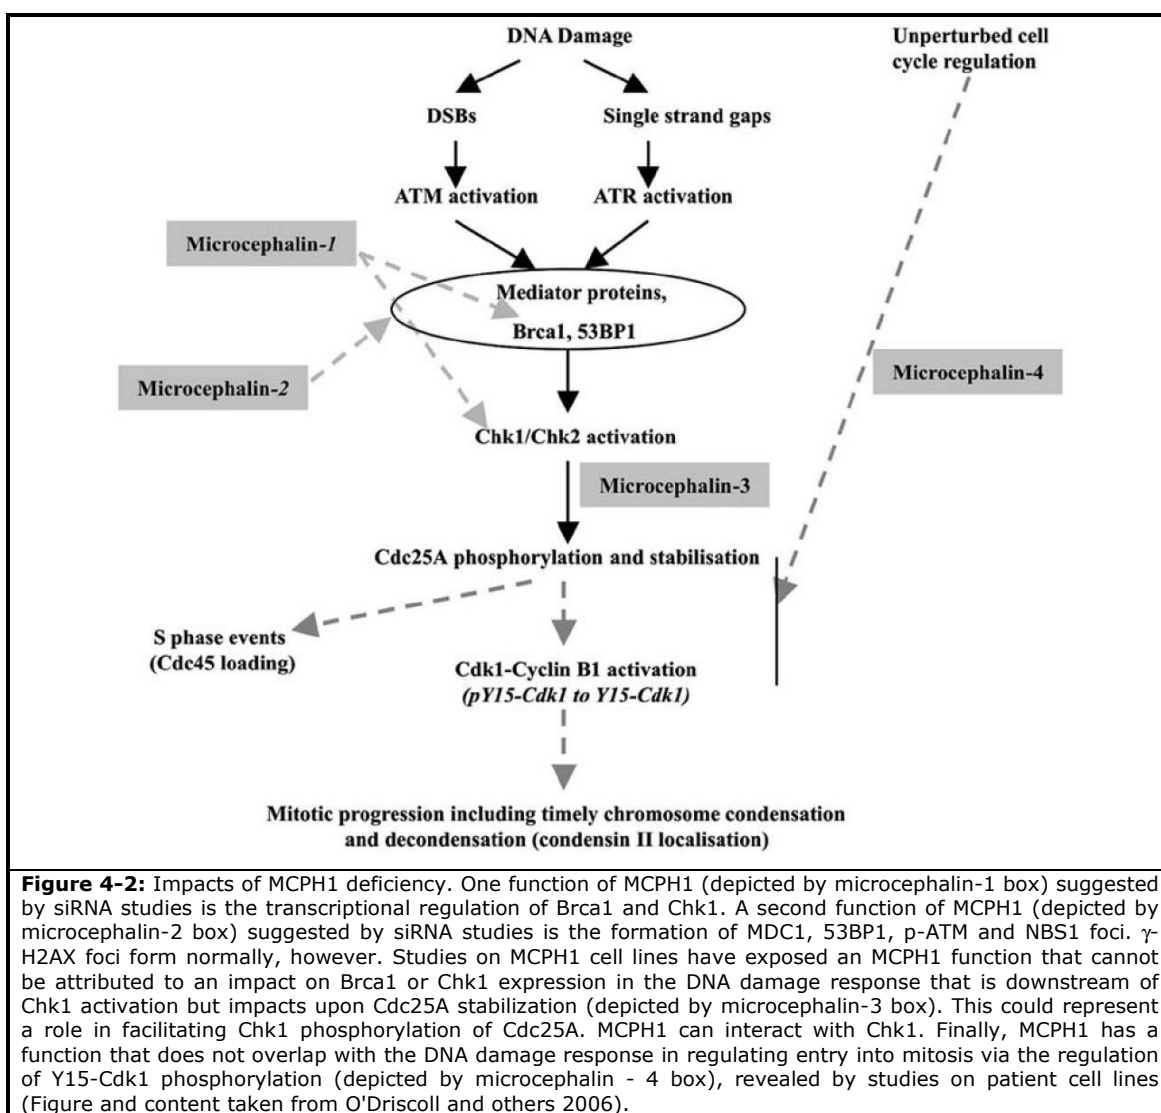 DNA Damage
Unperturbed cell
cycle regulation
DSBs
Single strand gaps
ATM activation
ATR activation
Microcephalin-1
Mediator proteins,
Brca1, 53BP1
Microcephalin-2
Microcephalin-4
Chk1/Chk2 activation
Microcephalin-3
Cdc25A phosphorylation and stabilisation
S phase events
(Cdc45 loading)
Cdk1-Cyclin B1 activation
(pY15-Cdk1 to Y15-Cdk1)
Mitotic progression including timely chromosome condensation
and decondensation (condensin II localisation)
Figure 4-2: Impacts of MCPH1 deficiency. One function of MCPH1 (depicted by microcephalin-1 box) suggested
by siRNA studies is the transcriptional regulation of Brca1 and Chk1. A second function of MCPH1 (depicted by
microcephalin-2 box) suggested by siRNA studies is the formation of MDC1, 53BP1, p-ATM and NBS1 foci. γ-
H2AX foci form normally, however. Studies on MCPH1 cell lines have exposed an MCPH1 function that cannot
be attributed to an impact on Brca1 or Chk1 expression in the DNA damage response that is downstream of
Chk1 activation but impacts upon Cdc25A stabilization (depicted by microcephalin-3 box). This could represent
a role in facilitating Chk1 phosphorylation of Cdc25A. MCPH1 can interact with Chk1. Finally, MCPH1 has a
function that does not overlap with the DNA damage response in regulating entry into mitosis via the regulation
of Y15-Cdk1 phosphorylation (depicted by microcephalin - 4 box), revealed by studies on patient cell lines
(Figure and content taken from O'Driscoll and others 2006).